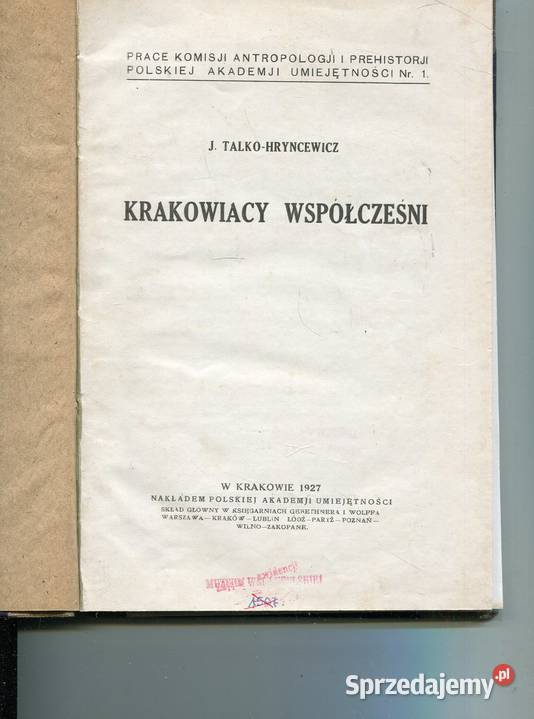 PRACE KOMISJI ANTROPOLOGJI I PREHISTORJI
POLSKIEJ AKADEMJI UMIEJĘTNOŚCI Nr. 1.
J. TALKO-HRYNCEWICZ
KRAKOWIACY WSPÓŁCZEŚNI
W KRAKOWIE 1927
NAKŁADEM POLSKIEJ AKADEMJI UMIEJĘTNOŚCI
SKŁAD GŁÓWNY W KSIĘGARNIACH GEBETHNERA I WOLFFA
WARSZAWA—KRAKÓW—LUBLIN ŁÓDŹ—PARYŻ—POZNAŃ—
WILNO—ZAKOPANE.
1507.
Sprzedajemy.pl